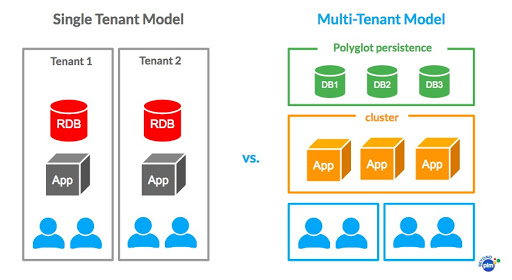 Single Tenant Model
Multi-Tenant Model
Tenant 1
Tenant 2
RDB
RDB
App
App
vs.
Polyglot persistence
DB1
DB2
DB3
cluster
App
App
App